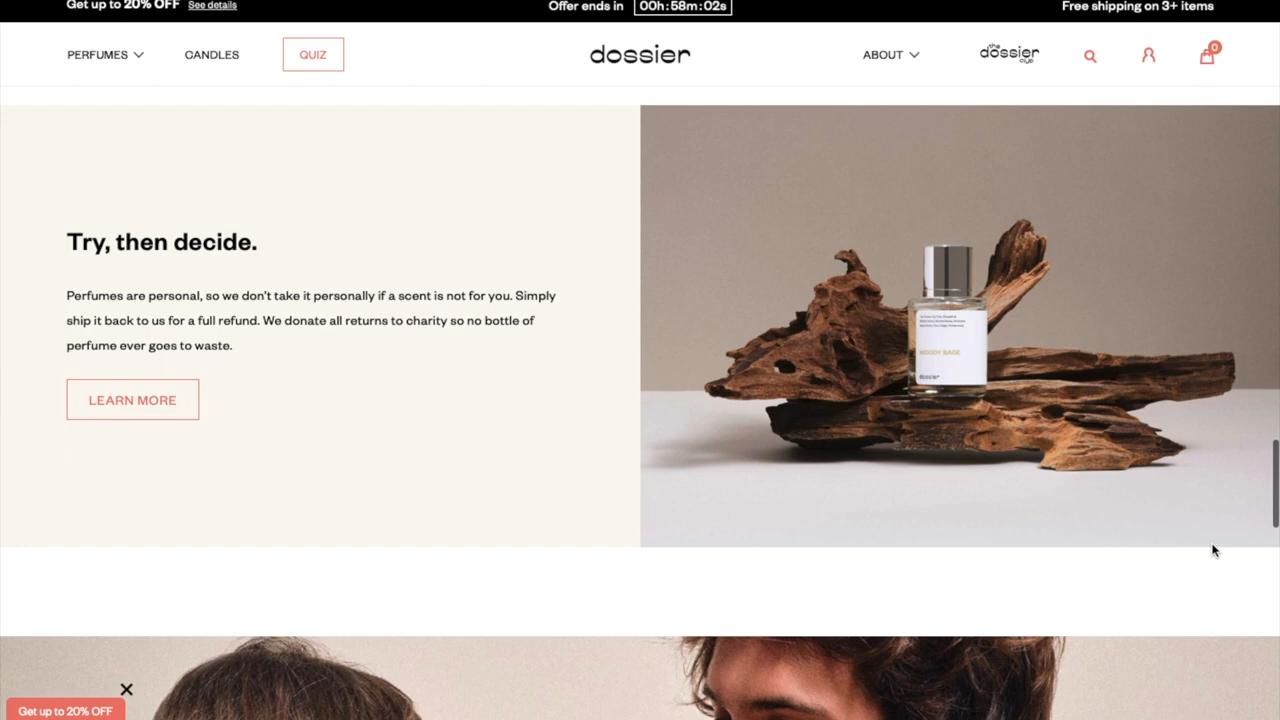 Get up to 20% OFF See details
Offer ends in 00h:58m:02s
Free shipping on 3+ items
PERFUMES
CANDLES
QUIZ
dossier
ABOUT
the dossier club
0
Try, then decide.
Perfumes are personal, so we don't take it personally if a scent is not for you. Simply
ship it back to us for a full refund. We donate all returns to charity so no bottle of
perfume ever goes to waste.
LEARN MORE
WOODY SAGE
dossier
Get up to 20% OFF